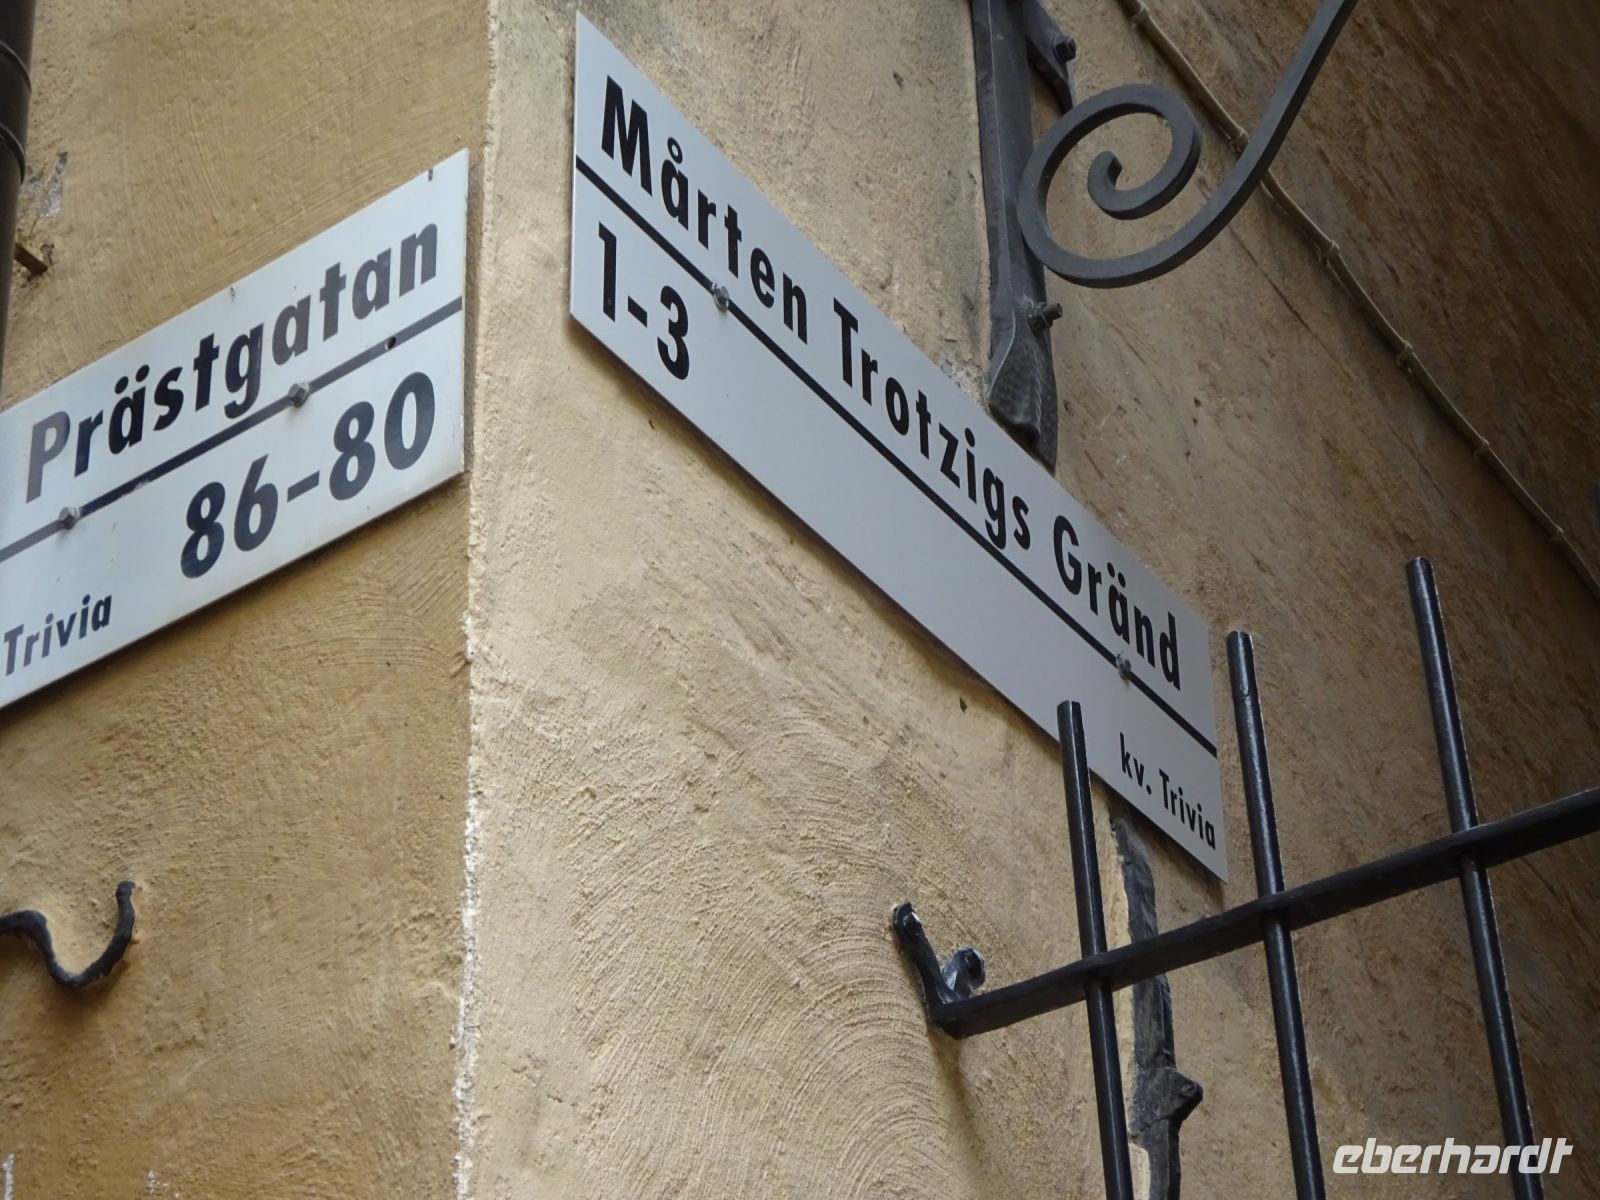 Prästgatan
86-80
Trivia
Mårten Trotzigs Gränd
1-3
kv. Trivia
eberhardt